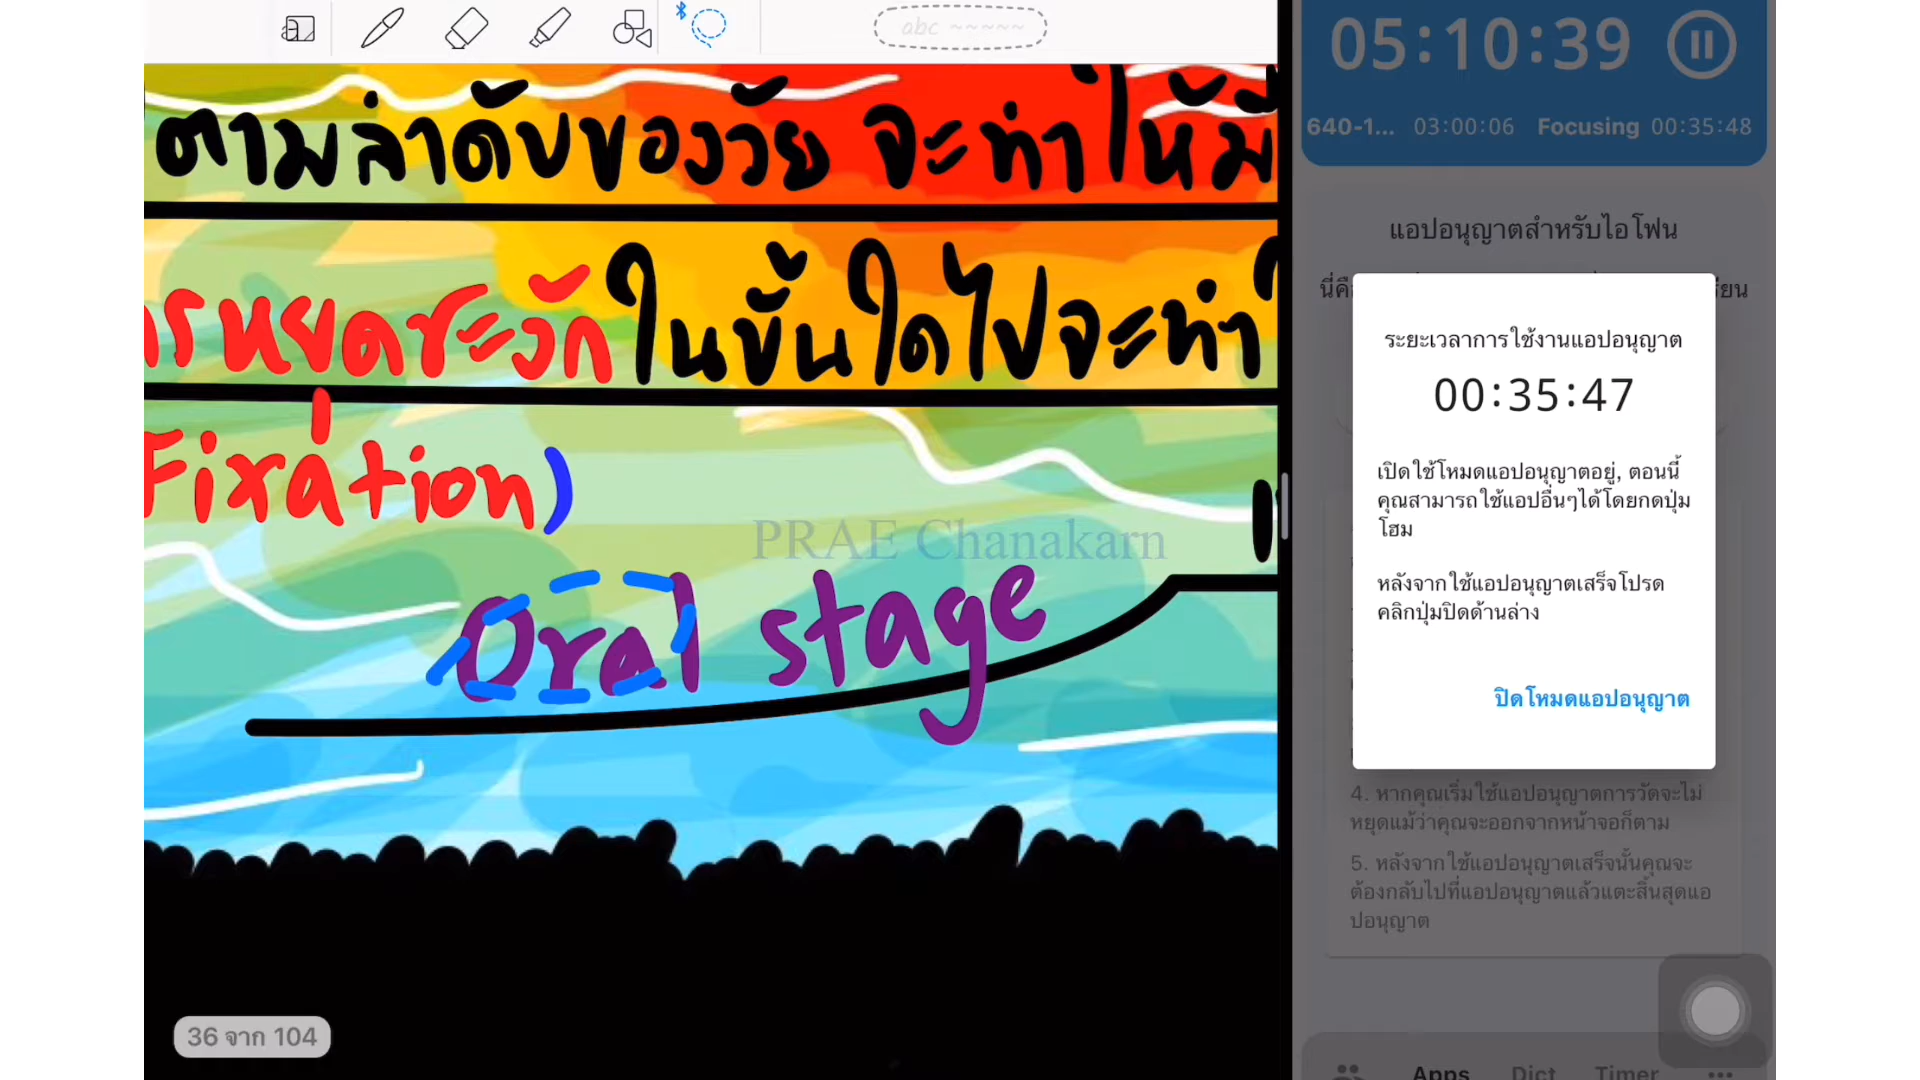 abc ~~~~~
ตามลำดับของวัย จะทำให้มี
ารหยุดชะงักในขั้นใดไปจะทำใ
Fixation)
PRAE Chanakarn
Oral stage
36 จาก 104
05:10:39
640-1... 03:00:06 Focusing 00:35:48
แอปอนุญาตสำหรับไอโฟน
นี่คื
รียน
ระยะเวลาการใช้งานแอปอนุญาต
00:35:47
เปิดใช้โหมดแอปอนุญาตอยู่, ตอนนี้
คุณสามารถใช้แอปอื่นๆได้โดยกดปุ่ม
โฮม
หลังจากใช้แอปอนุญาตเสร็จโปรด
คลิกปุ่มปิดด้านล่าง
ปิดโหมดแอปอนุญาต
4. หากคุณเริ่มใช้แอปอนุญาตการวัดจะไม่
หยุดแม้ว่าคุณจะออกจากหน้าจอก็ตาม
5. หลังจากใช้แอปอนุญาตเสร็จนั้นคุณจะ
ต้องกลับไปที่แอปอนุญาตแล้วแตะสิ้นสุดแอ
ปอนุญาต
Apps Dict Timer ...